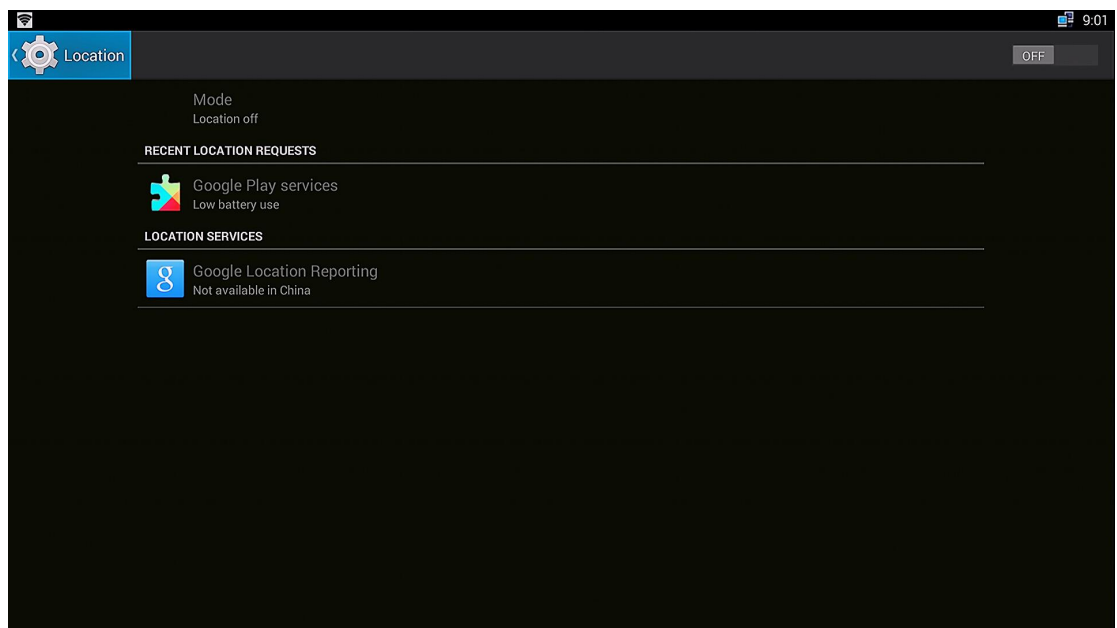 9:01
Location
OFF
Mode
Location off
RECENT LOCATION REQUESTS
Google Play services
Low battery use
LOCATION SERVICES
g
Google Location Reporting
Not available in China